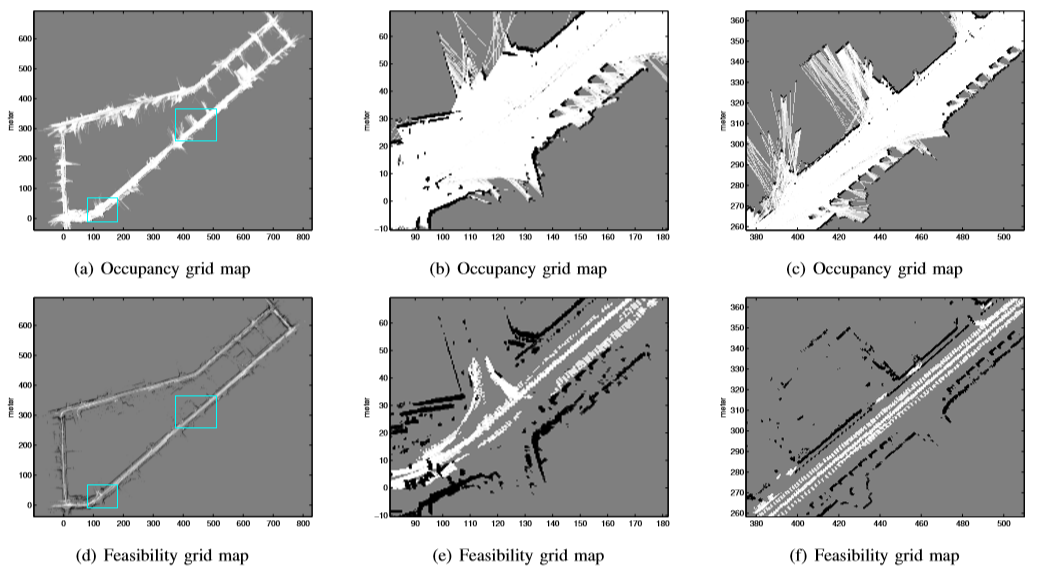 600
500
400
300
200
100
0
meter
0 100 200 300 400 500 600 700 800
(a) Occupancy grid map
60
50
40
30
20
10
0
−10
meter
90 100 110 120 130 140 150 160 170 180
(b) Occupancy grid map
360
350
340
330
320
310
300
290
280
270
260
meter
380 400 420 440 460 480 500
(c) Occupancy grid map
600
500
400
300
200
100
0
meter
0 100 200 300 400 500 600 700 800
(d) Feasibility grid map
60
50
40
30
20
10
0
−10
meter
90 100 110 120 130 140 150 160 170 180
(e) Feasibility grid map
360
350
340
330
320
310
300
290
280
270
260
meter
380 400 420 440 460 480 500
(f) Feasibility grid map